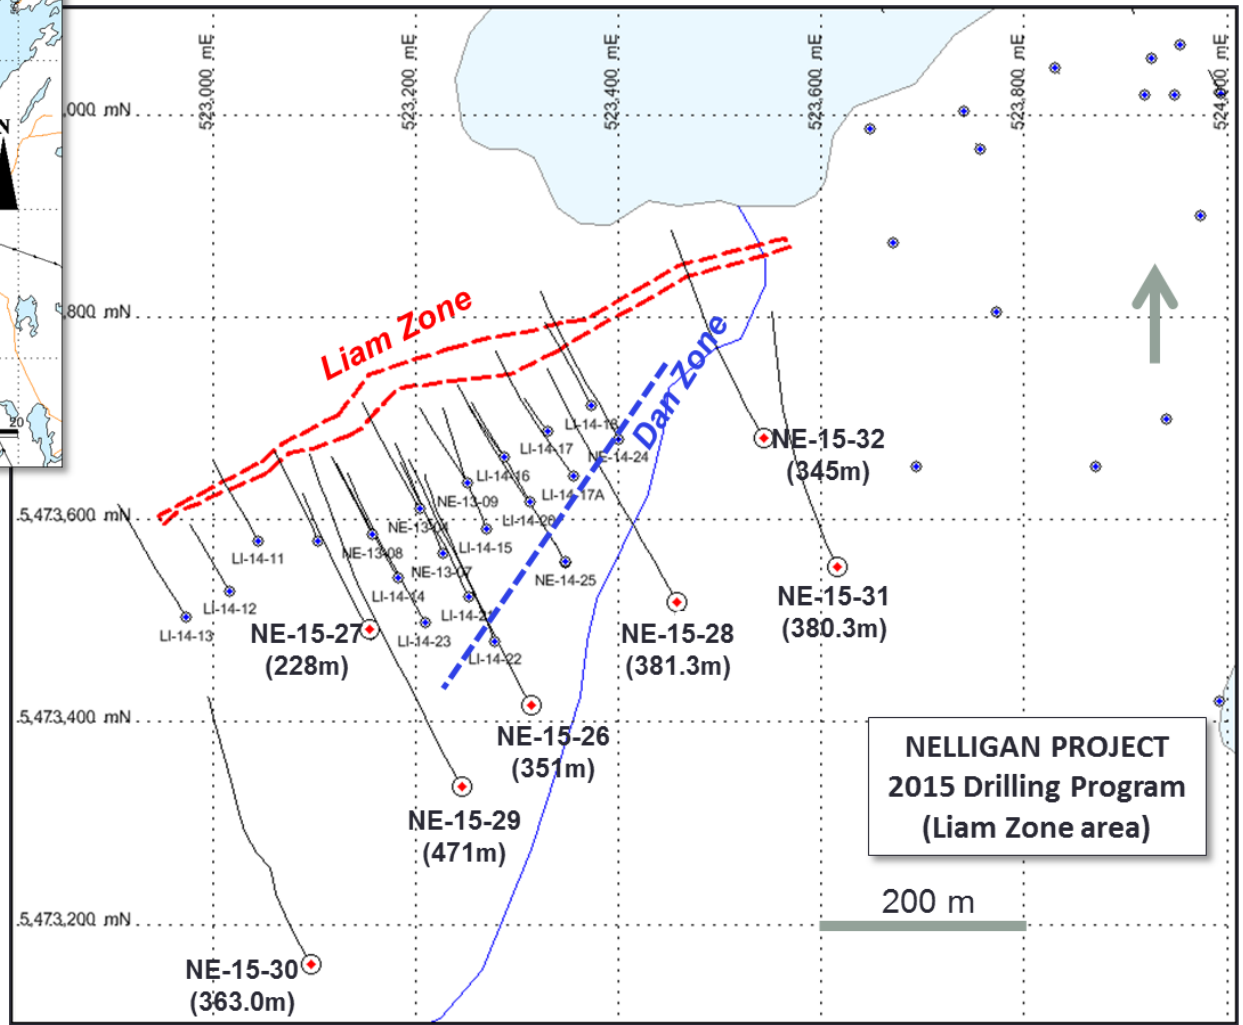 523,000 mE
523,200 mE
523,400 mE
523,600 mE
523,800 mE
524,000 mE
N
,000 mN
Liam Zone
,800 mN
Dan Zone
20
LI-14-18
LI-14-17
NE-14-24
NE-15-32
(345m)
LI-14-16
LI-14-17A
NE-13-09
5,473,600 mN
LI-14-20
NE-13-04
LI-14-11
NE-13-08
LI-14-15
NE-13-07
NE-14-25
LI-14-14
LI-14-12
LI-14-21
NE-15-31
(380.3m)
LI-14-13
NE-15-27
(228m)
LI-14-23
LI-14-22
NE-15-28
(381.3m)
5,473,400 mN
NE-15-26
(351m)
NE-15-29
(471m)
NELLIGAN PROJECT
2015 Drilling Program
(Liam Zone area)
200 m
5,473,200 mN
NE-15-30
(363.0m)